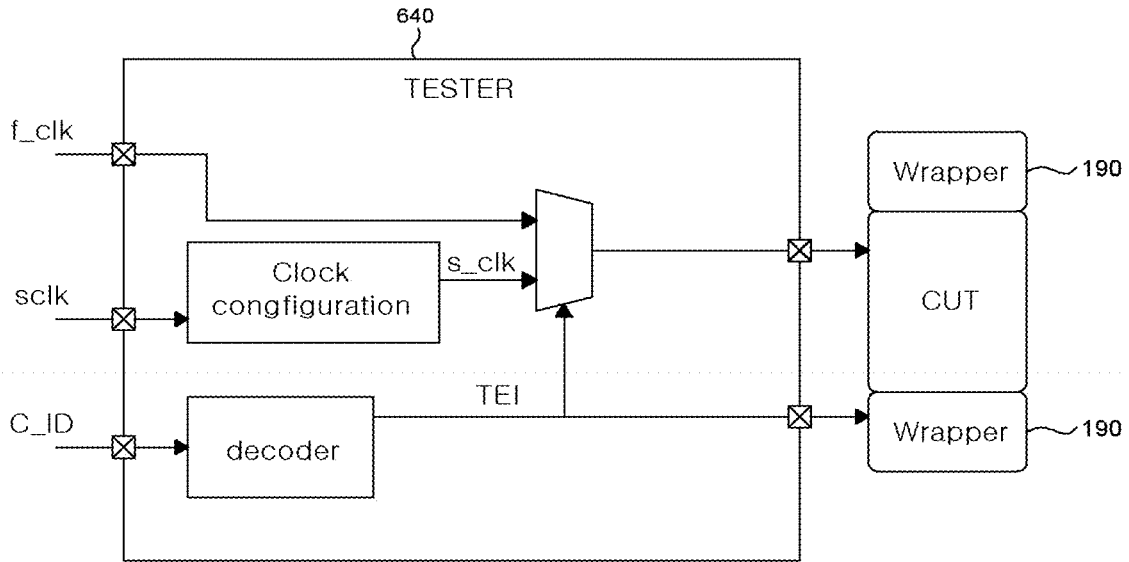 640
TESTER
f_clk
Wrapper
190
s_clk
Clock
congfiguration
sclk
CUT
TEI
C_ID
decoder
Wrapper
190